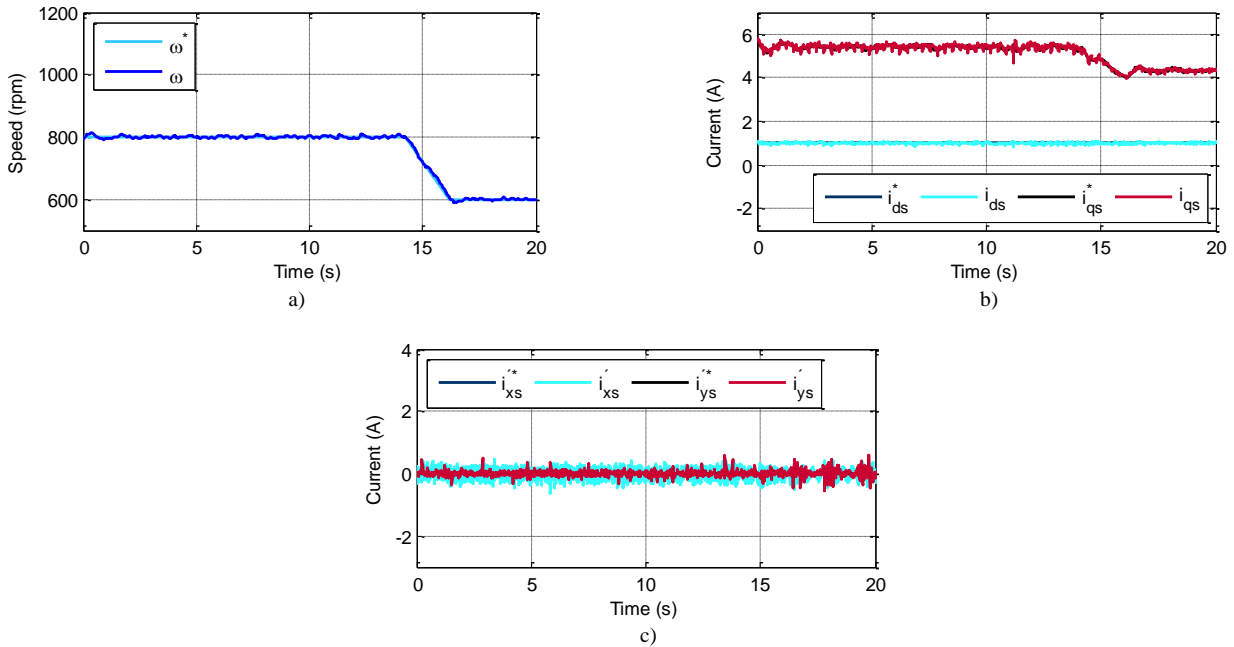 1200
1000
800
600
Speed (rpm)
ω*
ω
0 5 10 15 20
Time (s)
a)
6
4
2
0
-2
Current (A)
i*ds ids i*qs iqs
0 5 10 15 20
Time (s)
b)
4
2
0
-2
Current (A)
i´*xs i´xs i´*ys i´ys
0 5 10 15 20
Time (s)
c)